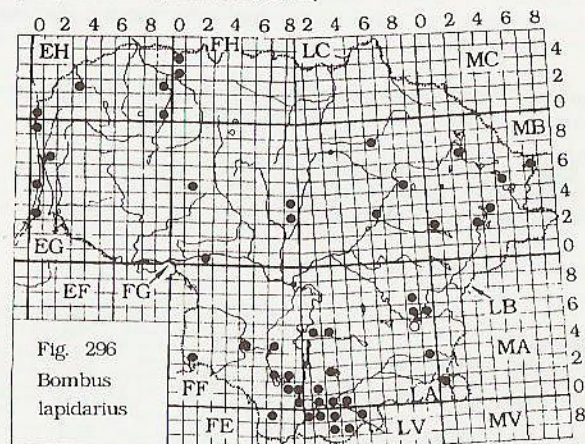 0 2 4 6 8 0 2 4 6 8 2 4 6 8 0 2 4 6 8
EH FH LC MC
4
2
0
MB
8
6
4
2
EG
0
EF FG LB
8
6
MA
4
Fig. 296
Bombus
lapidarius
2
FF LA
0
FE LV MV
8